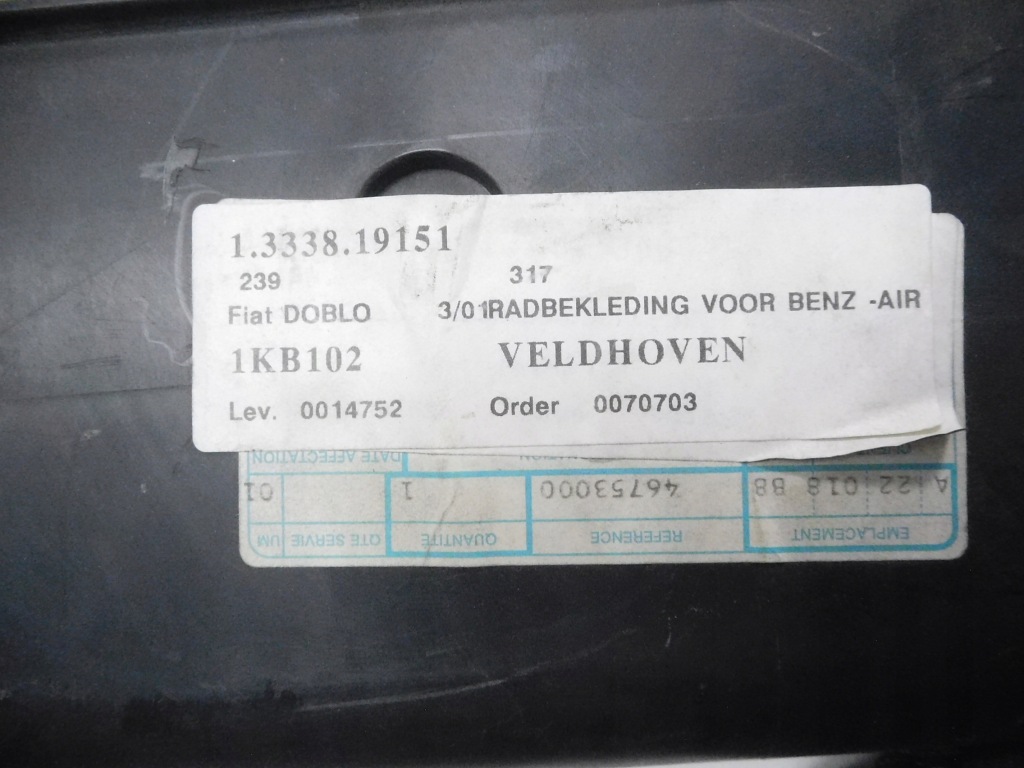 1.3338.19151
239 317
Fiat DOBLO 3/01RADBEKLEDING VOOR BENZ -AIR
1KB102 VELDHOVEN
Lev. 0014752 Order 0070703
EMPLACEMENT REFERENCE QUANTITE QTE SERVIE UM
A 22 018 B8 46753000 1 01
DATE AFFECTATION